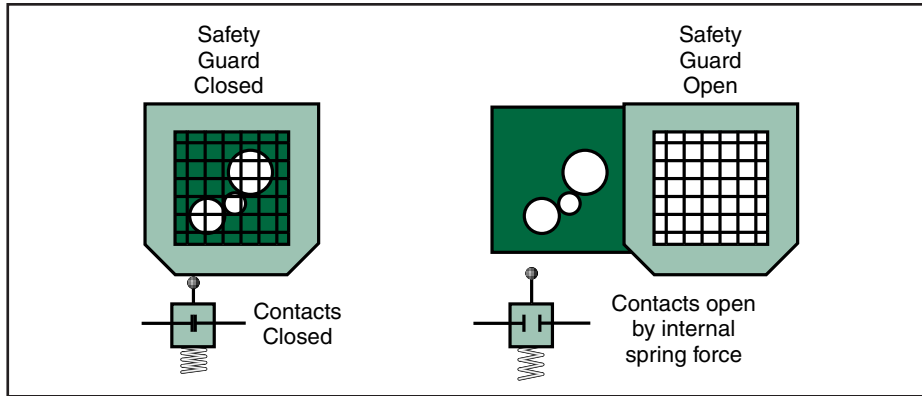 Safety
Guard
Closed
Safety
Guard
Open
Contacts
Closed
Contacts open
by internal
spring force